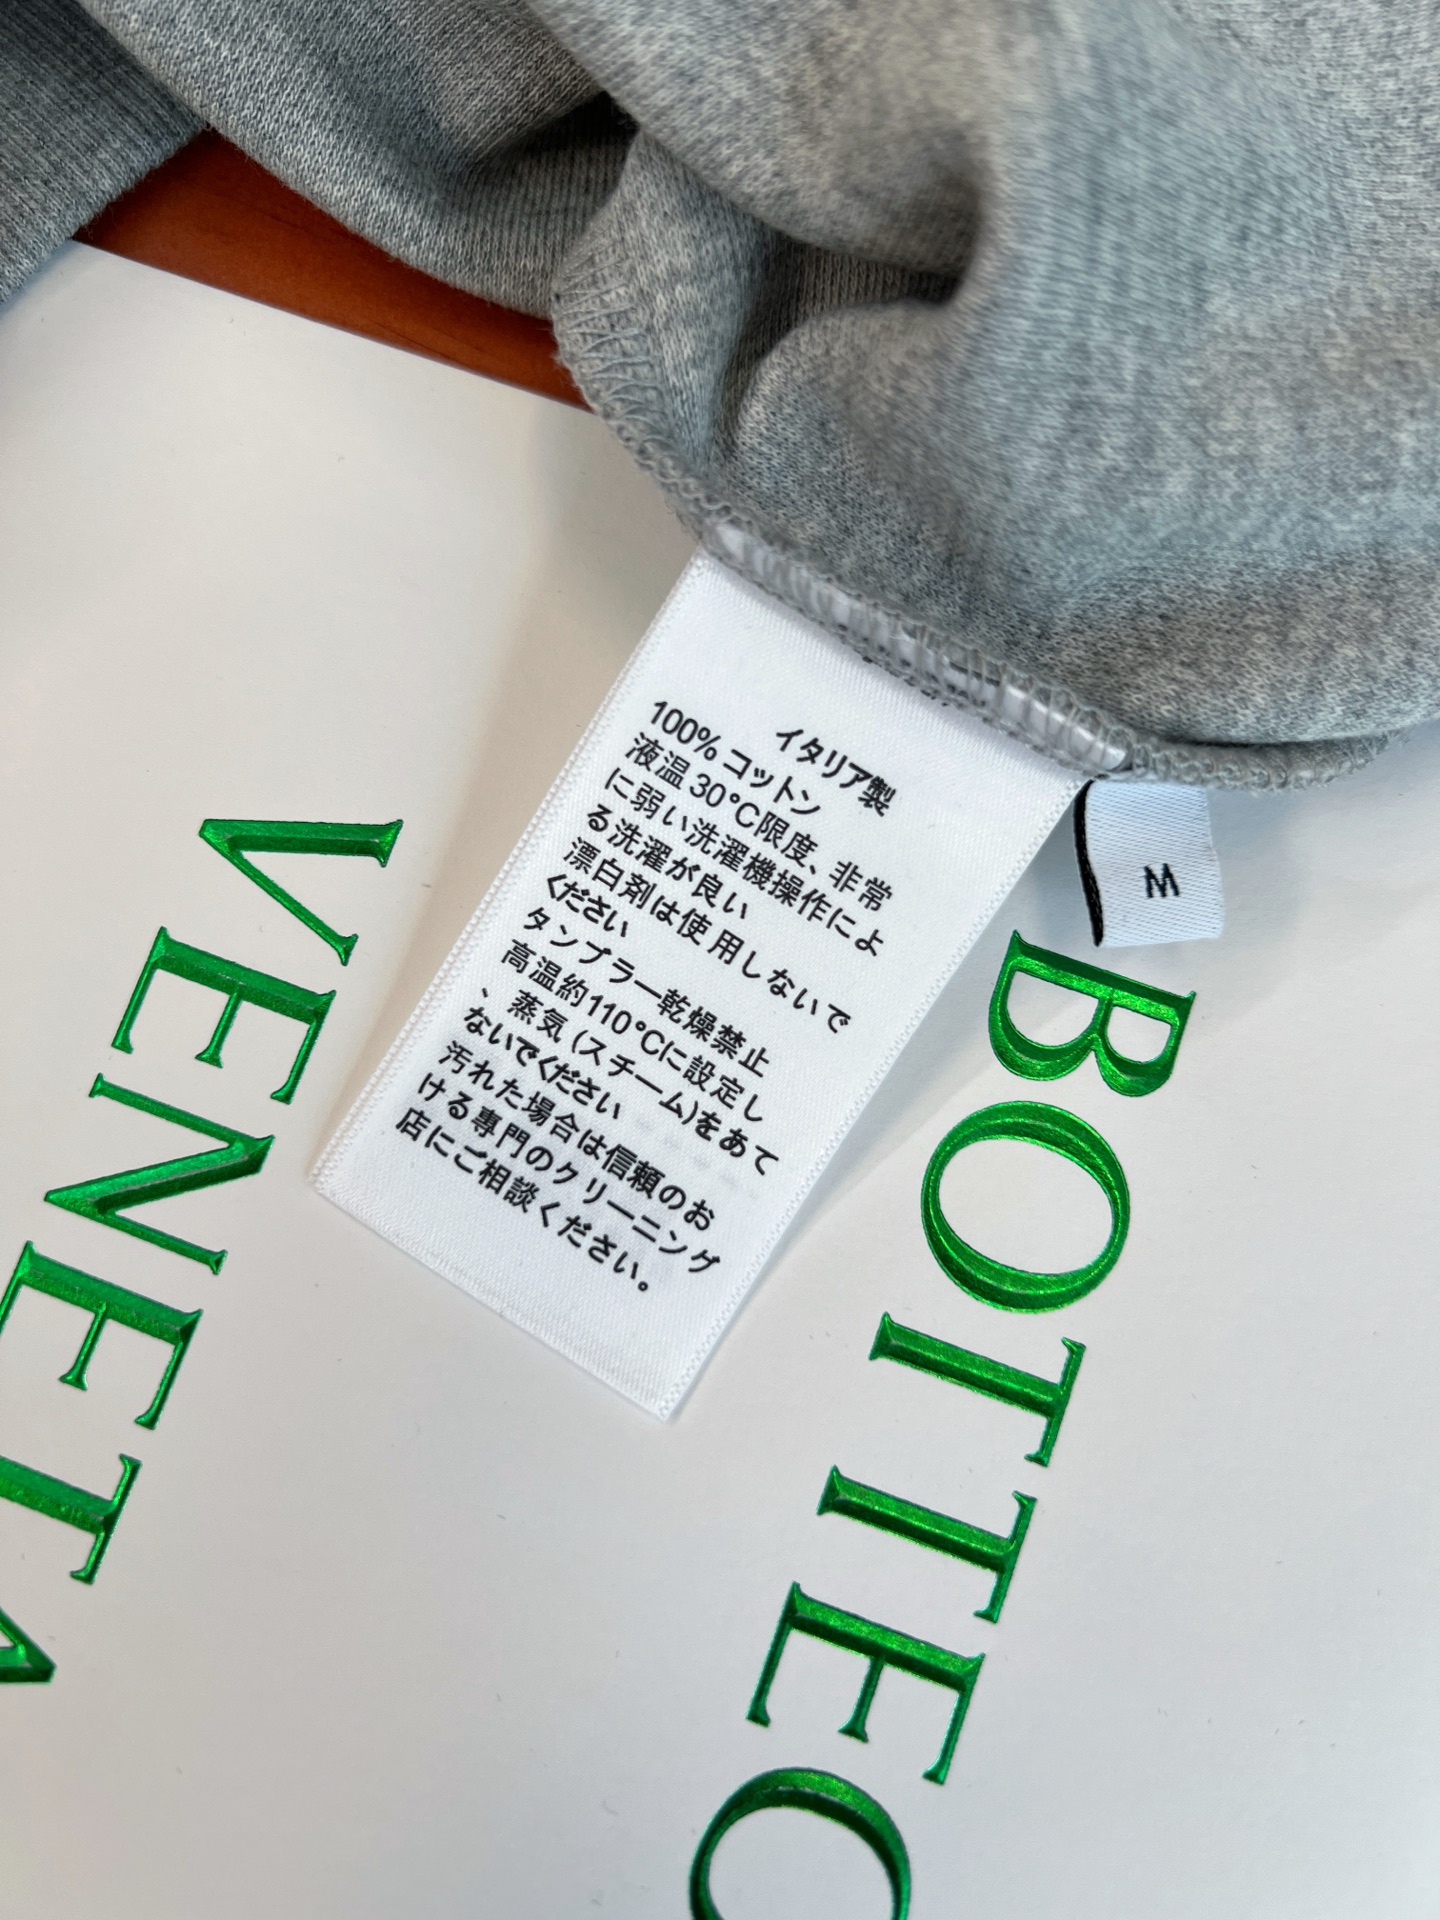 イタリア製
100% コットン
液温 30°C限度、非常
に弱い洗濯機操作によ
る洗濯が良い
漂白剤は使用しないで
ください
タンブラー乾燥禁止
高温約110°Cに設定し
、蒸気 (スチーム)をあて
ないでください
汚れた場合は信頼のお
ける專門のクリーニング
店にご相談ください。
M
BOTTEG
VENETA